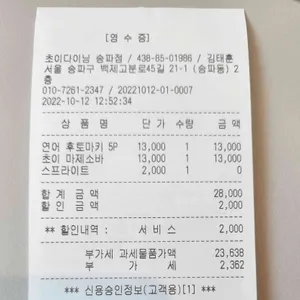 [영 수 증]
초이다이닝 송파점 / 438-85-01986 / 김태훈
서울 송파구 백제고분로45길 21-1 (송파동) 2
층
010-7261-2347 / 20221012-01-0007
2022-10-12 12:52:34
상 품 명 단 가 수량 금 액
연어 후토마키 5P 13,000 1 13,000
초이 마제소바 13,000 1 13,000
스프라이트 2,000 1 0
합 계 금 액 28,000
할 인 금 액 2,000
** 할인내역 : 서 비 스 2,000
부가세 과세물품가액 23,638
부 가 세 2,362
*** 신용승인정보(고객용)[1] ***